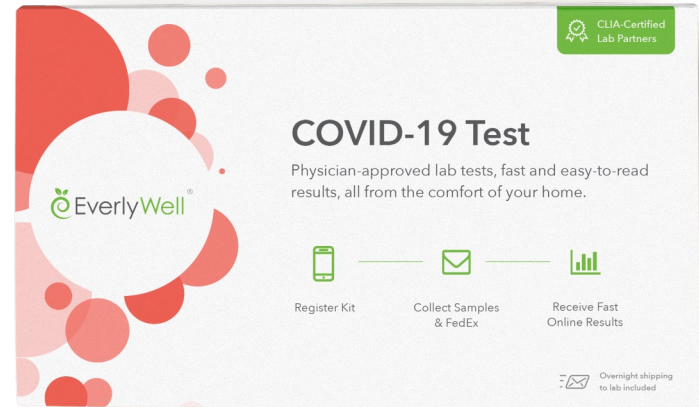 CLIA-Certified
Lab Partners
COVID-19 Test
Physician-approved lab tests, fast and easy-to-read
results, all from the comfort of your home.
EverlyWell®
Register Kit
Collect Samples
& FedEx
Receive Fast
Online Results
Overnight shipping
to lab included